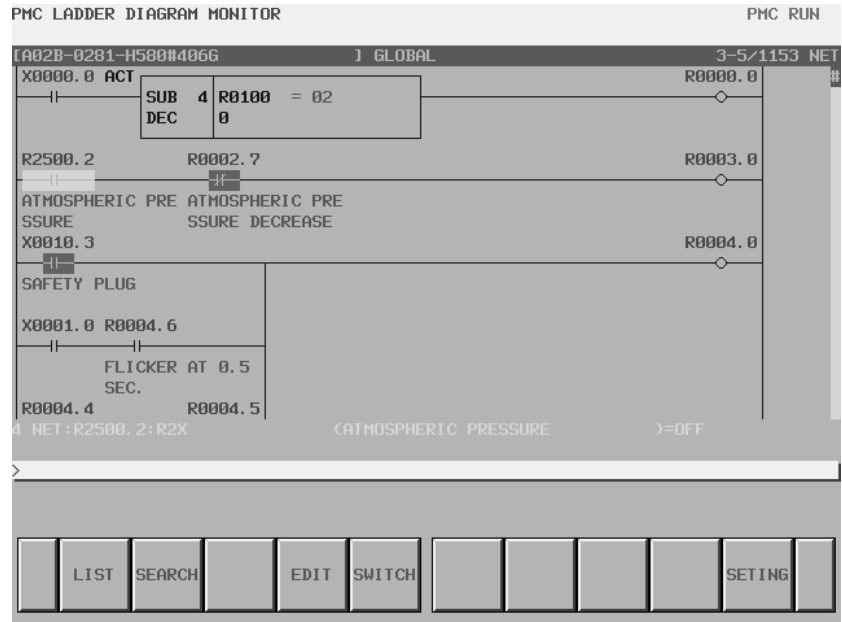 PMC LADDER DIAGRAM MONITOR PMC RUN
[A02B-0281-H580#406G ] GLOBAL 3-5/1153 NET
X0000.0 ACT R0000.0 #
SUB 4 R0100 = 02
DEC 0
R2500.2 R0002.7 R0003.0
ATMOSPHERIC PRE ATMOSPHERIC PRE
SSURE SSURE DECREASE
X0010.3 R0004.0
SAFETY PLUG
X0001.0 R0004.6
FLICKER AT 0.5
SEC.
R0004.4 R0004.5
4 NET:R2500.2:R2X (ATMOSPHERIC PRESSURE )=OFF
>
LIST SEARCH EDIT SWITCH SETING